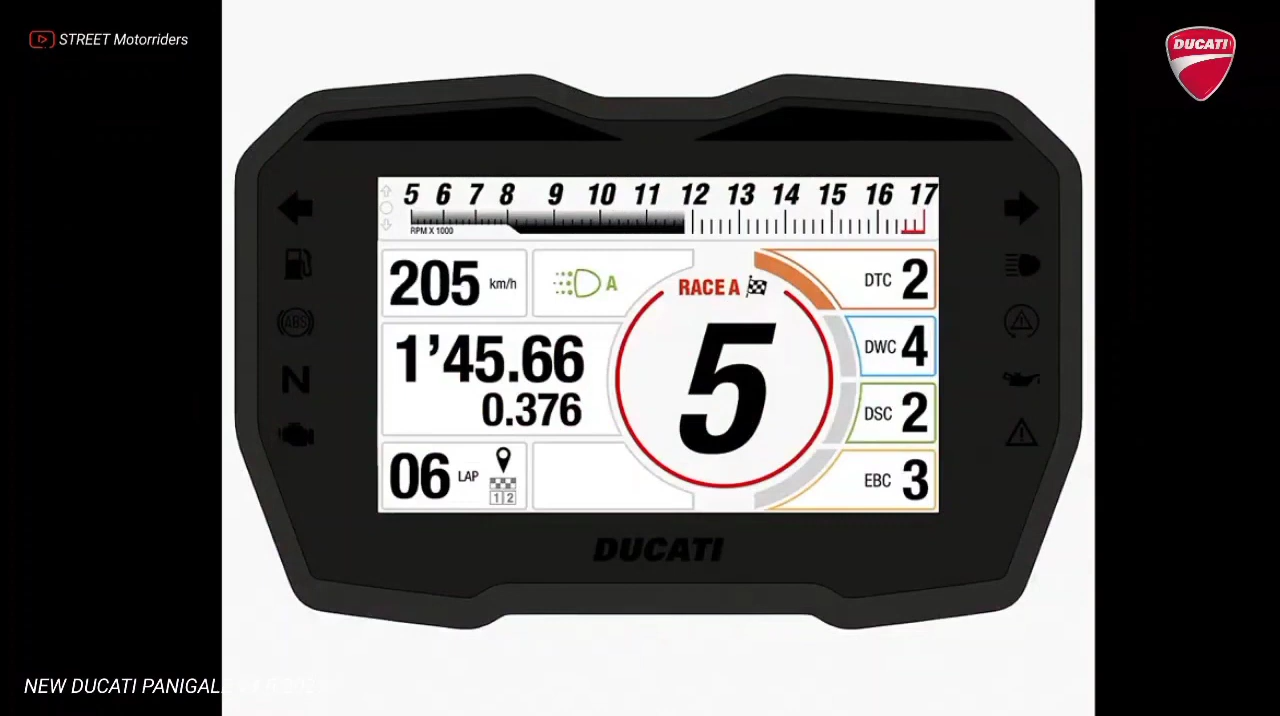 STREET Motorriders
DUCATI
5 6 7 8 9 10 11 12 13 14 15 16 17
RPM X 1000
205 km/h
A
RACE A
DTC 2
ABS
1’45.66
0.376
5
DWC 4
N
DSC 2
06 LAP
1 2
EBC 3
DUCATI
NEW DUCATI PANIGALE V4